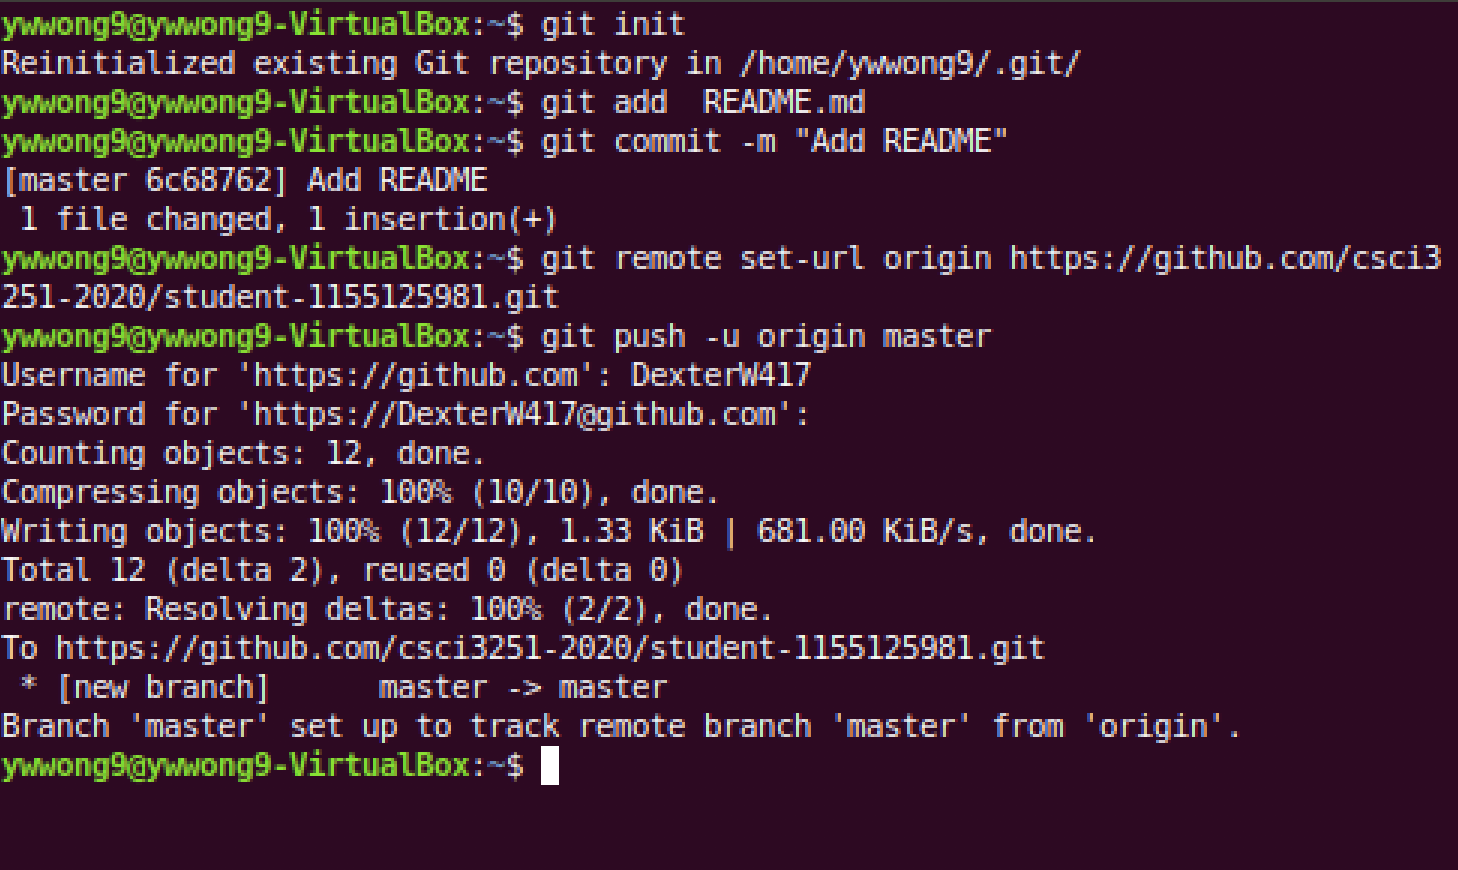 ywwong9@ywwong9-VirtualBox:~$ git init
Reinitialized existing Git repository in /home/ywwong9/.git/
ywwong9@ywwong9-VirtualBox:~$ git add  README.md
ywwong9@ywwong9-VirtualBox:~$ git commit -m "Add README"
[master 6c68762] Add README
 1 file changed, 1 insertion(+)
ywwong9@ywwong9-VirtualBox:~$ git remote set-url origin https://github.com/csci3
251-2020/student-1155125981.git
ywwong9@ywwong9-VirtualBox:~$ git push -u origin master
Username for 'https://github.com': DexterW417
Password for 'https://DexterW417@github.com':
Counting objects: 12, done.
Compressing objects: 100% (10/10), done.
Writing objects: 100% (12/12), 1.33 KiB | 681.00 KiB/s, done.
Total 12 (delta 2), reused 0 (delta 0)
remote: Resolving deltas: 100% (2/2), done.
To https://github.com/csci3251-2020/student-1155125981.git
 * [new branch]      master -> master
Branch 'master' set up to track remote branch 'master' from 'origin'.
ywwong9@ywwong9-VirtualBox:~$